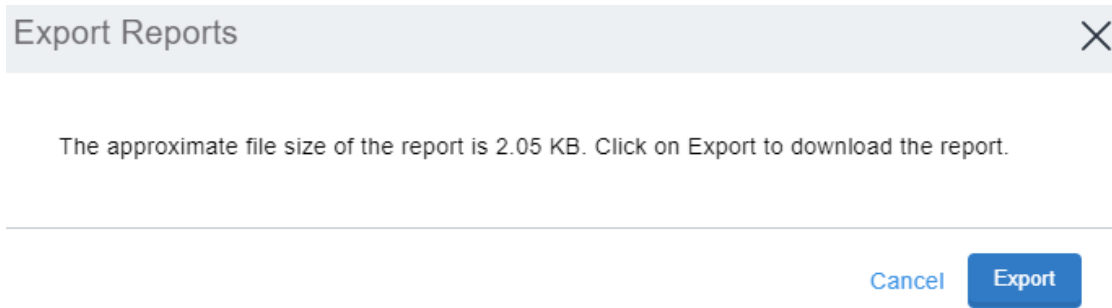 Export Reports
The approximate file size of the report is 2.05 KB. Click on Export to download the report.
Cancel
Export